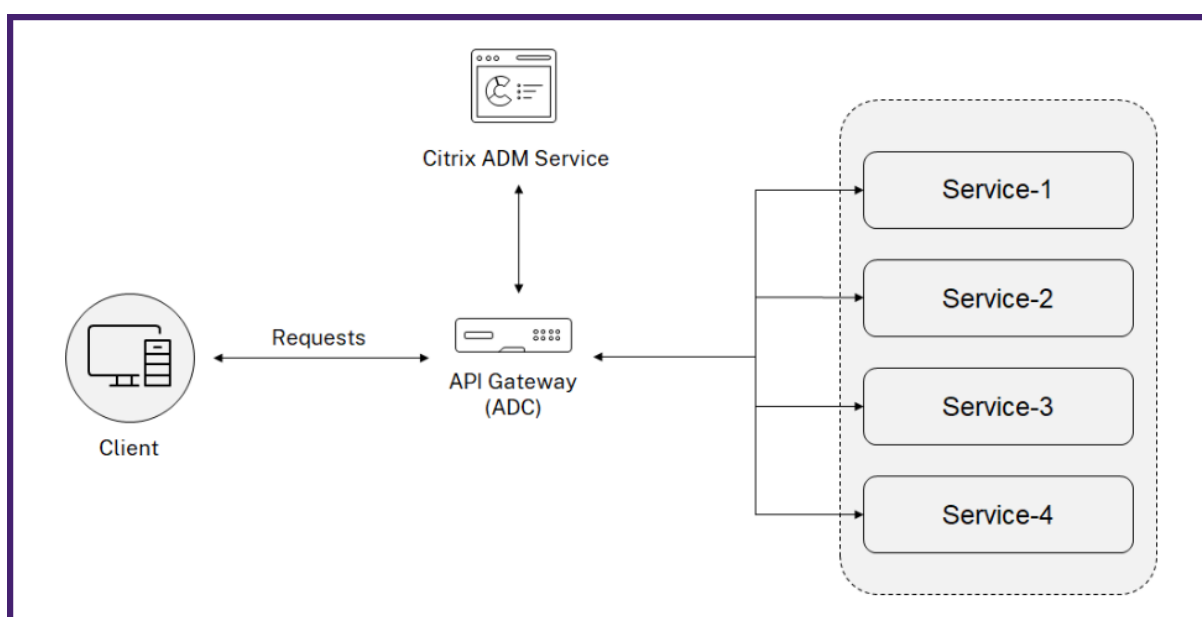 Citrix ADM Service
Service-1
Service-2
Requests
API Gateway
(ADC)
Service-3
Client
Service-4